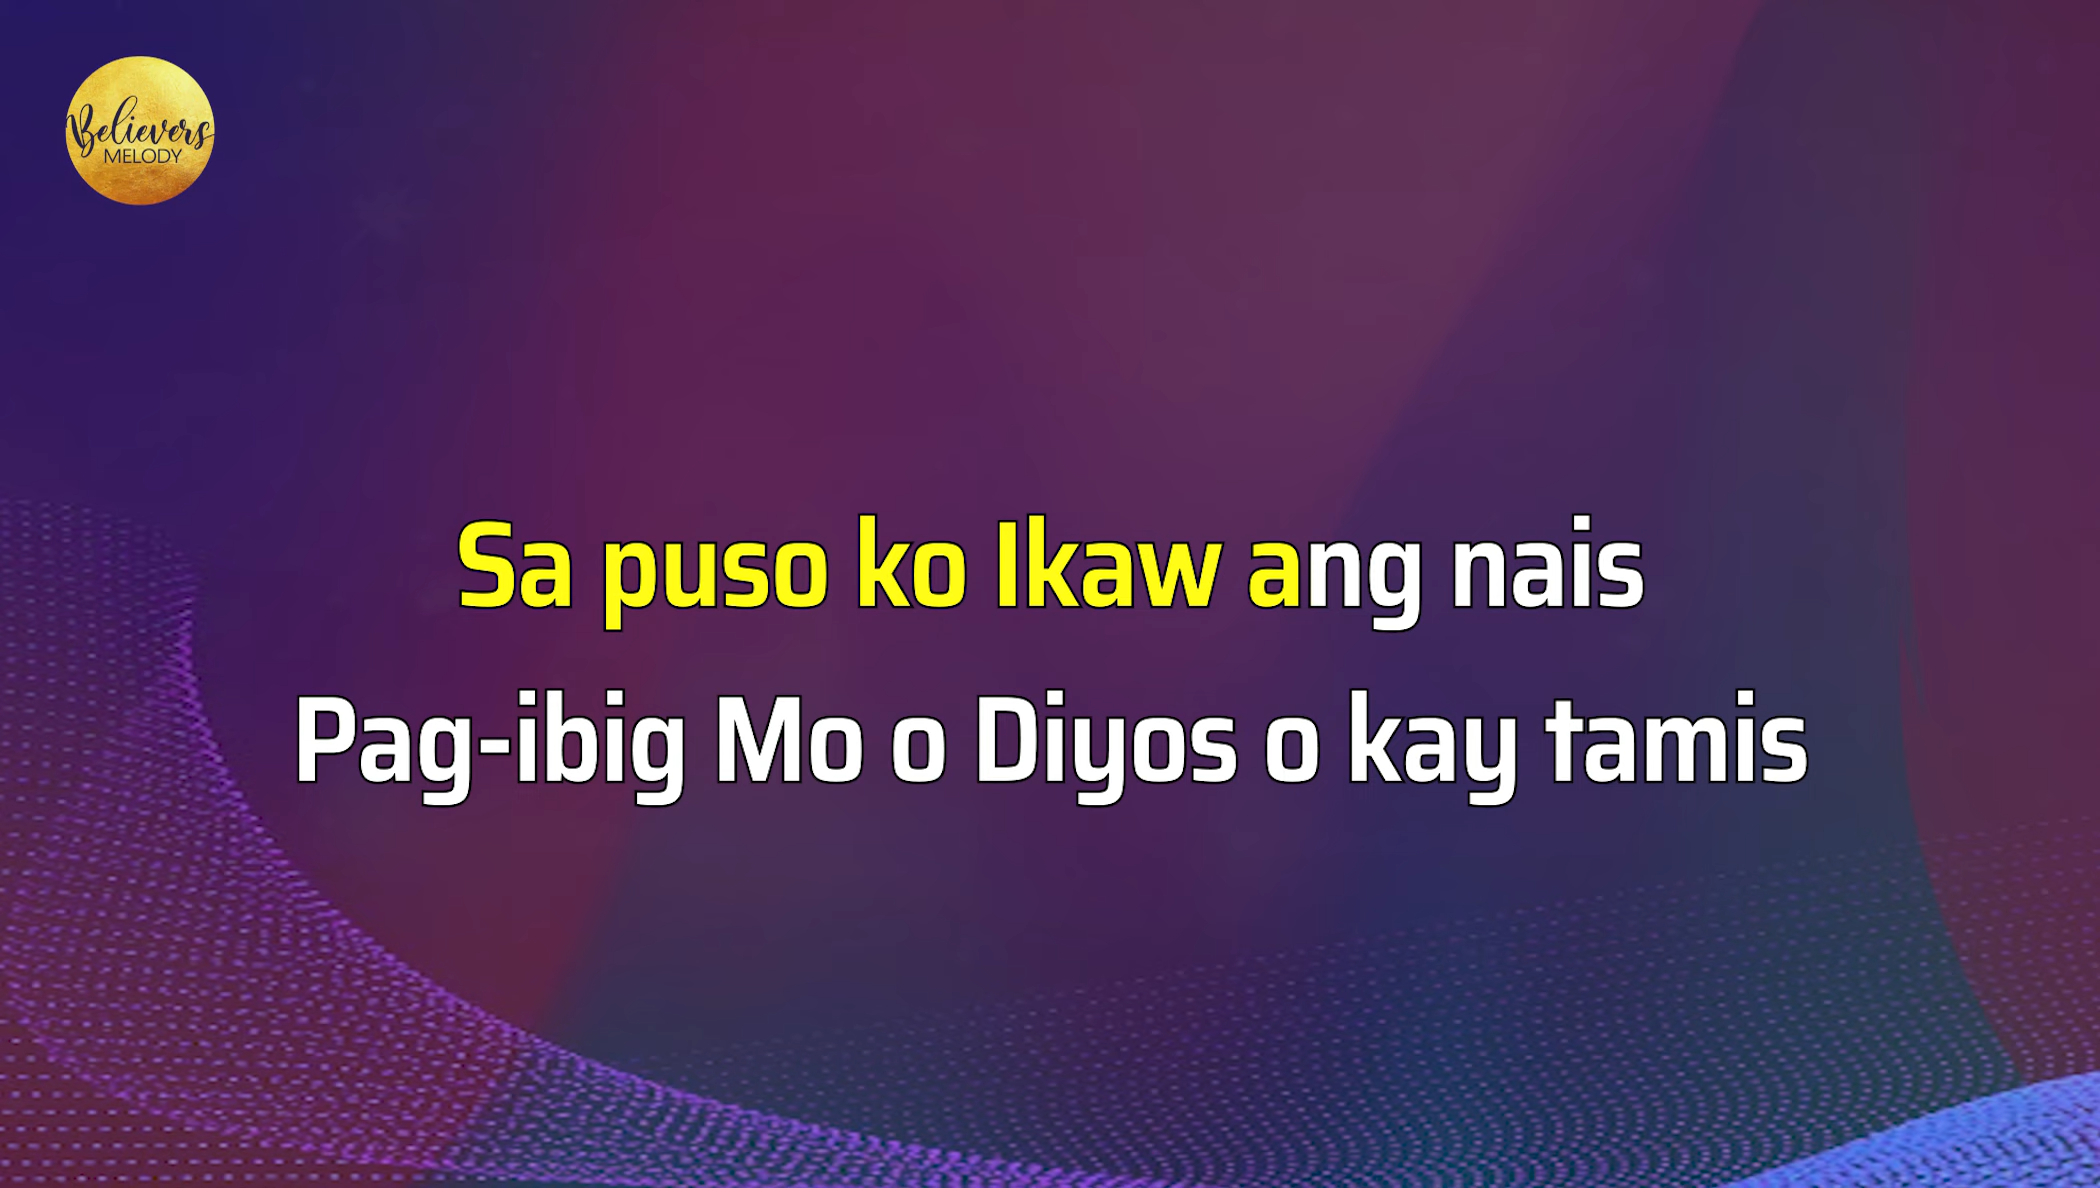 Believers
MELODY
Sa puso ko Ikaw ang nais
Pag-ibig Mo o Diyos o kay tamis